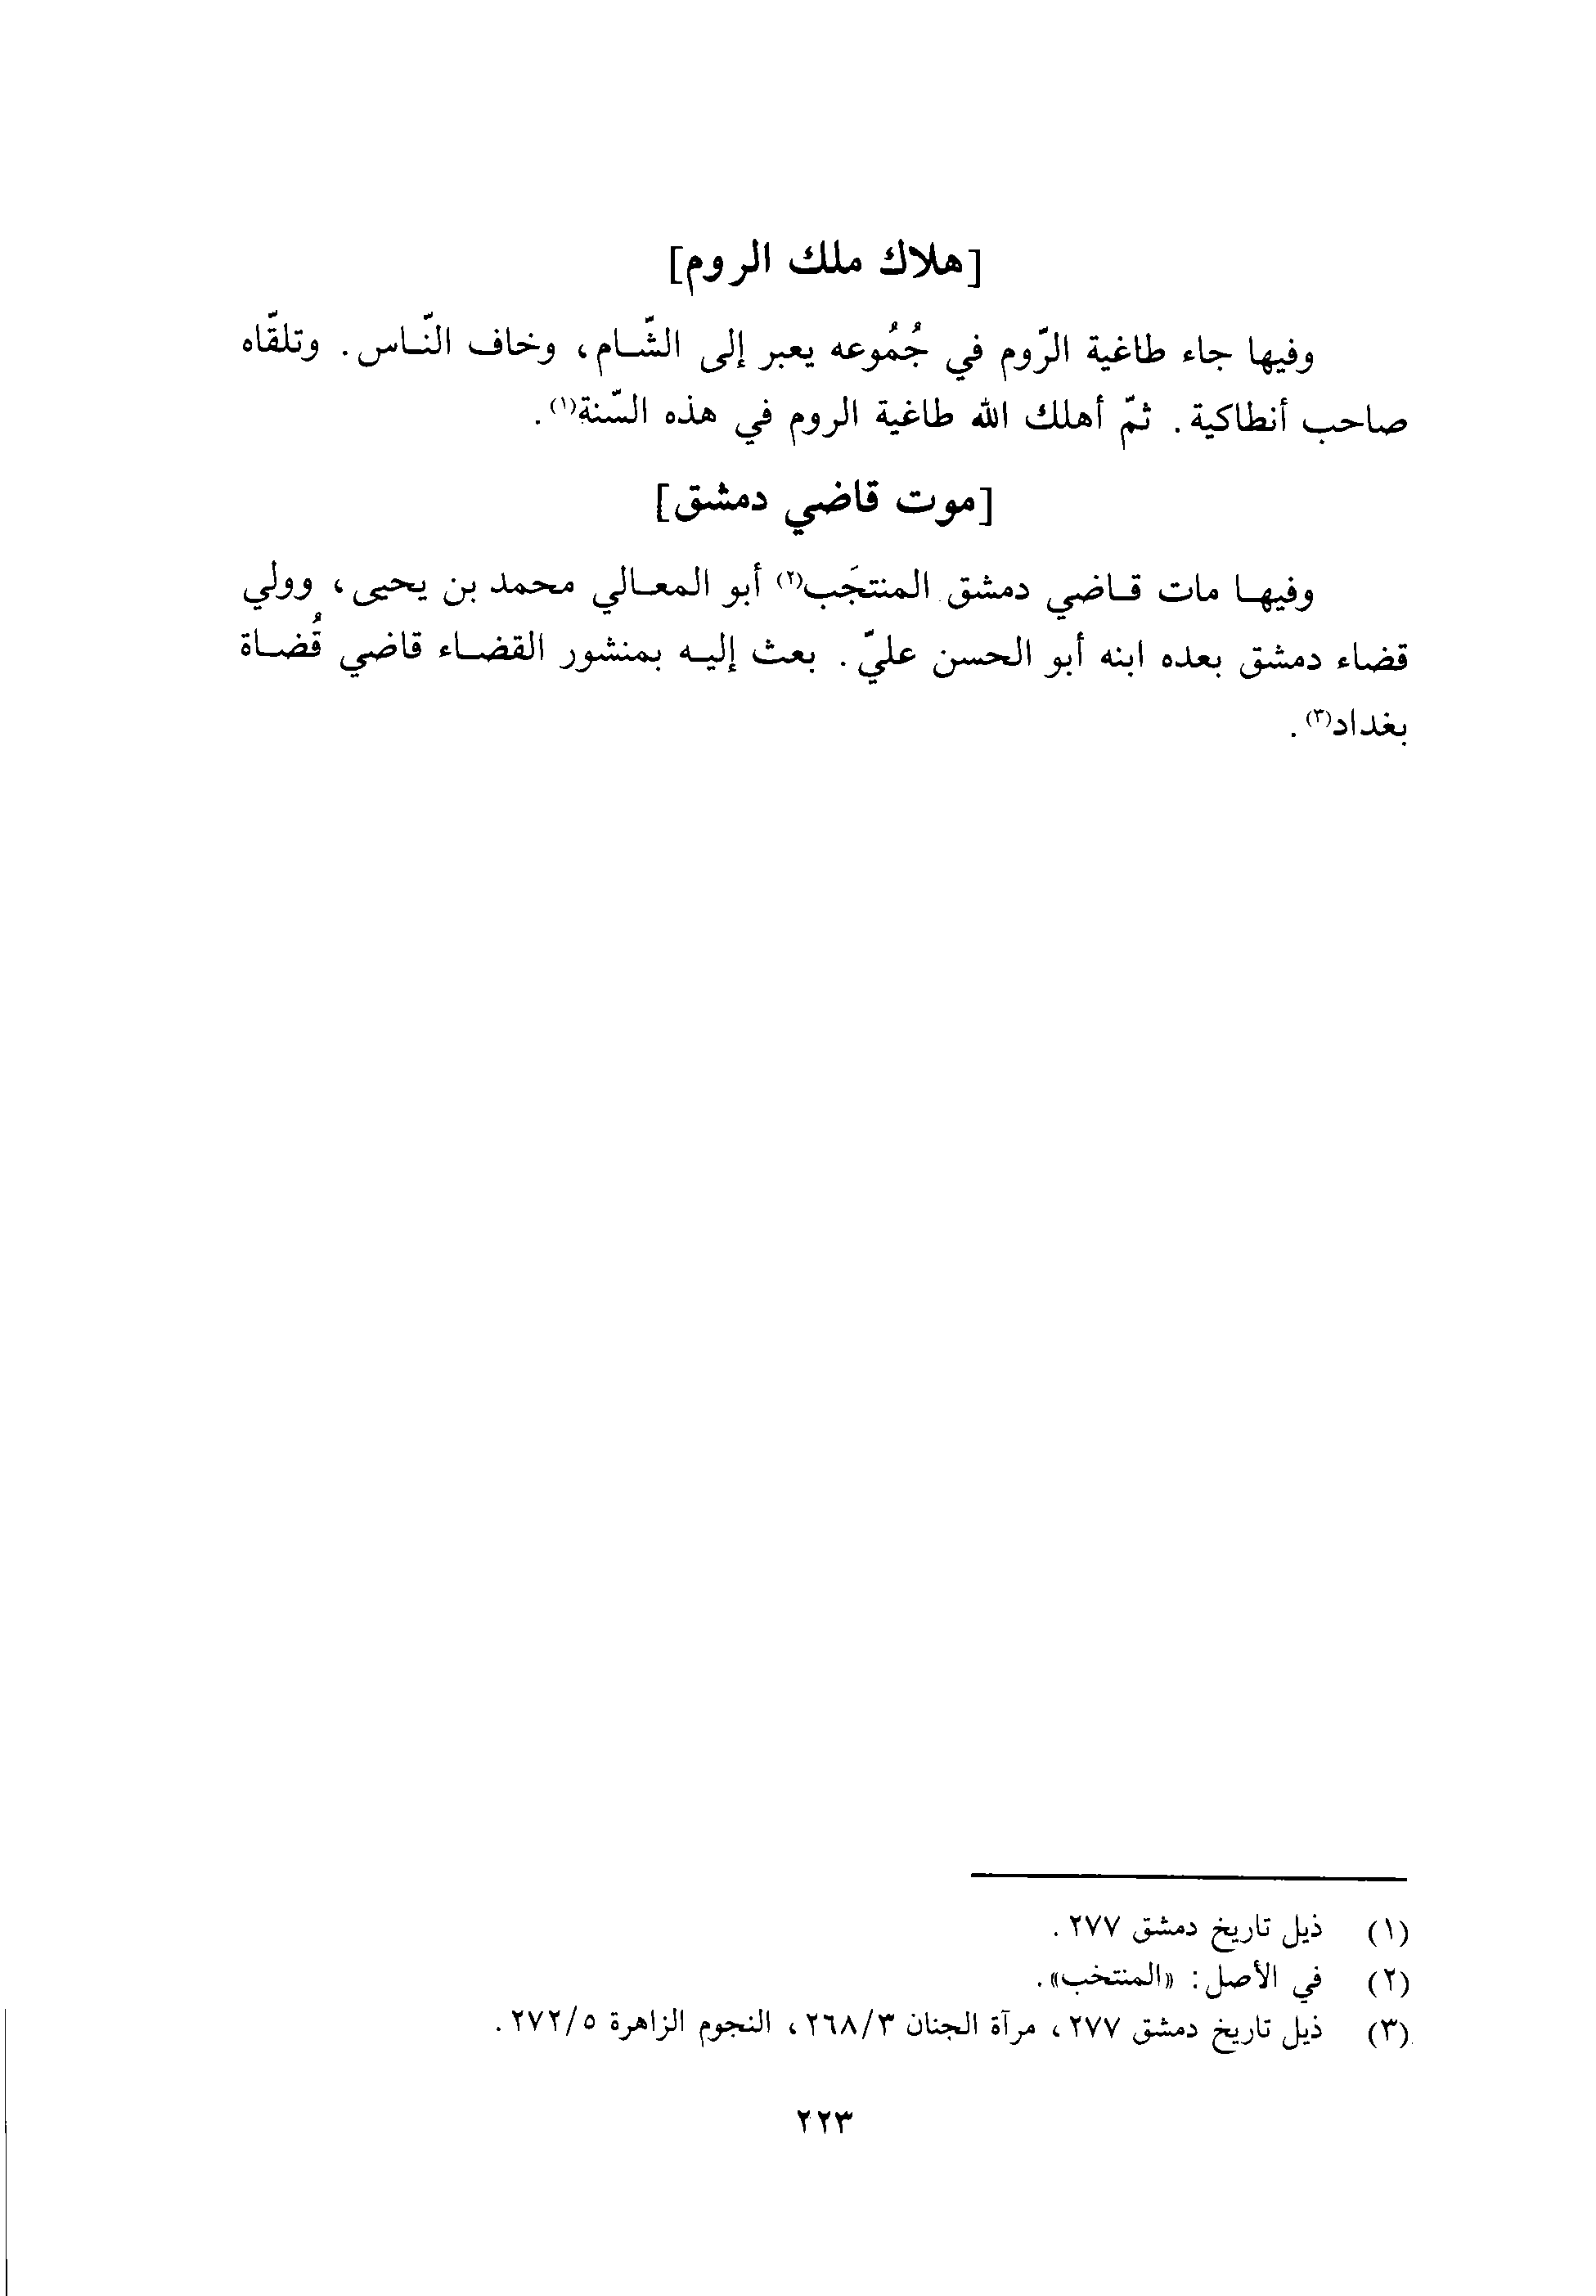 [هلاك ملك الروم]
وفيها جاء طاغية الرّوم في جُمُوعه يعبر إلى الشّام، وخاف النّاس. وتلقّاه
صاحب أنطاكية. ثمّ أهلك الله طاغية الروم في هذه السّنة(١).
[موت قاضي دمشق]
وفيها مات قاضي دمشق المنتجَب(٢) أبو المعالي محمد بن يحيى، وولي
قضاء دمشق بعده ابنه أبو الحسن عليّ. بعث إليه بمنشور القضاء قاضي قُضاة
بغداد(٣).
(١) ذيل تاريخ دمشق ٢٧٧.
(٢) في الأصل: «المنتخب».
(٣) ذيل تاريخ دمشق ٢٧٧، مرآة الجنان ٢٦٨/٣، النجوم الزاهرة ٢٧٢/٥.
٢٢٣